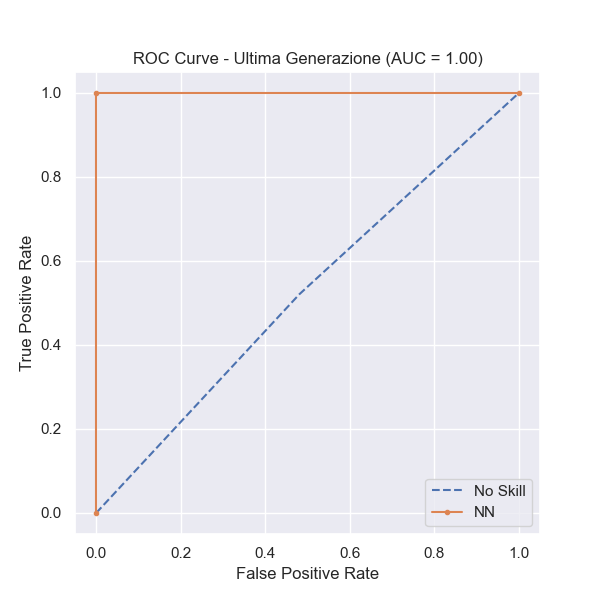 ROC Curve - Ultima Generazione (AUC = 1.00)
True Positive Rate
1.0
0.8
0.6
0.4
0.2
0.0
No Skill
NN
0.0 0.2 0.4 0.6 0.8 1.0
False Positive Rate